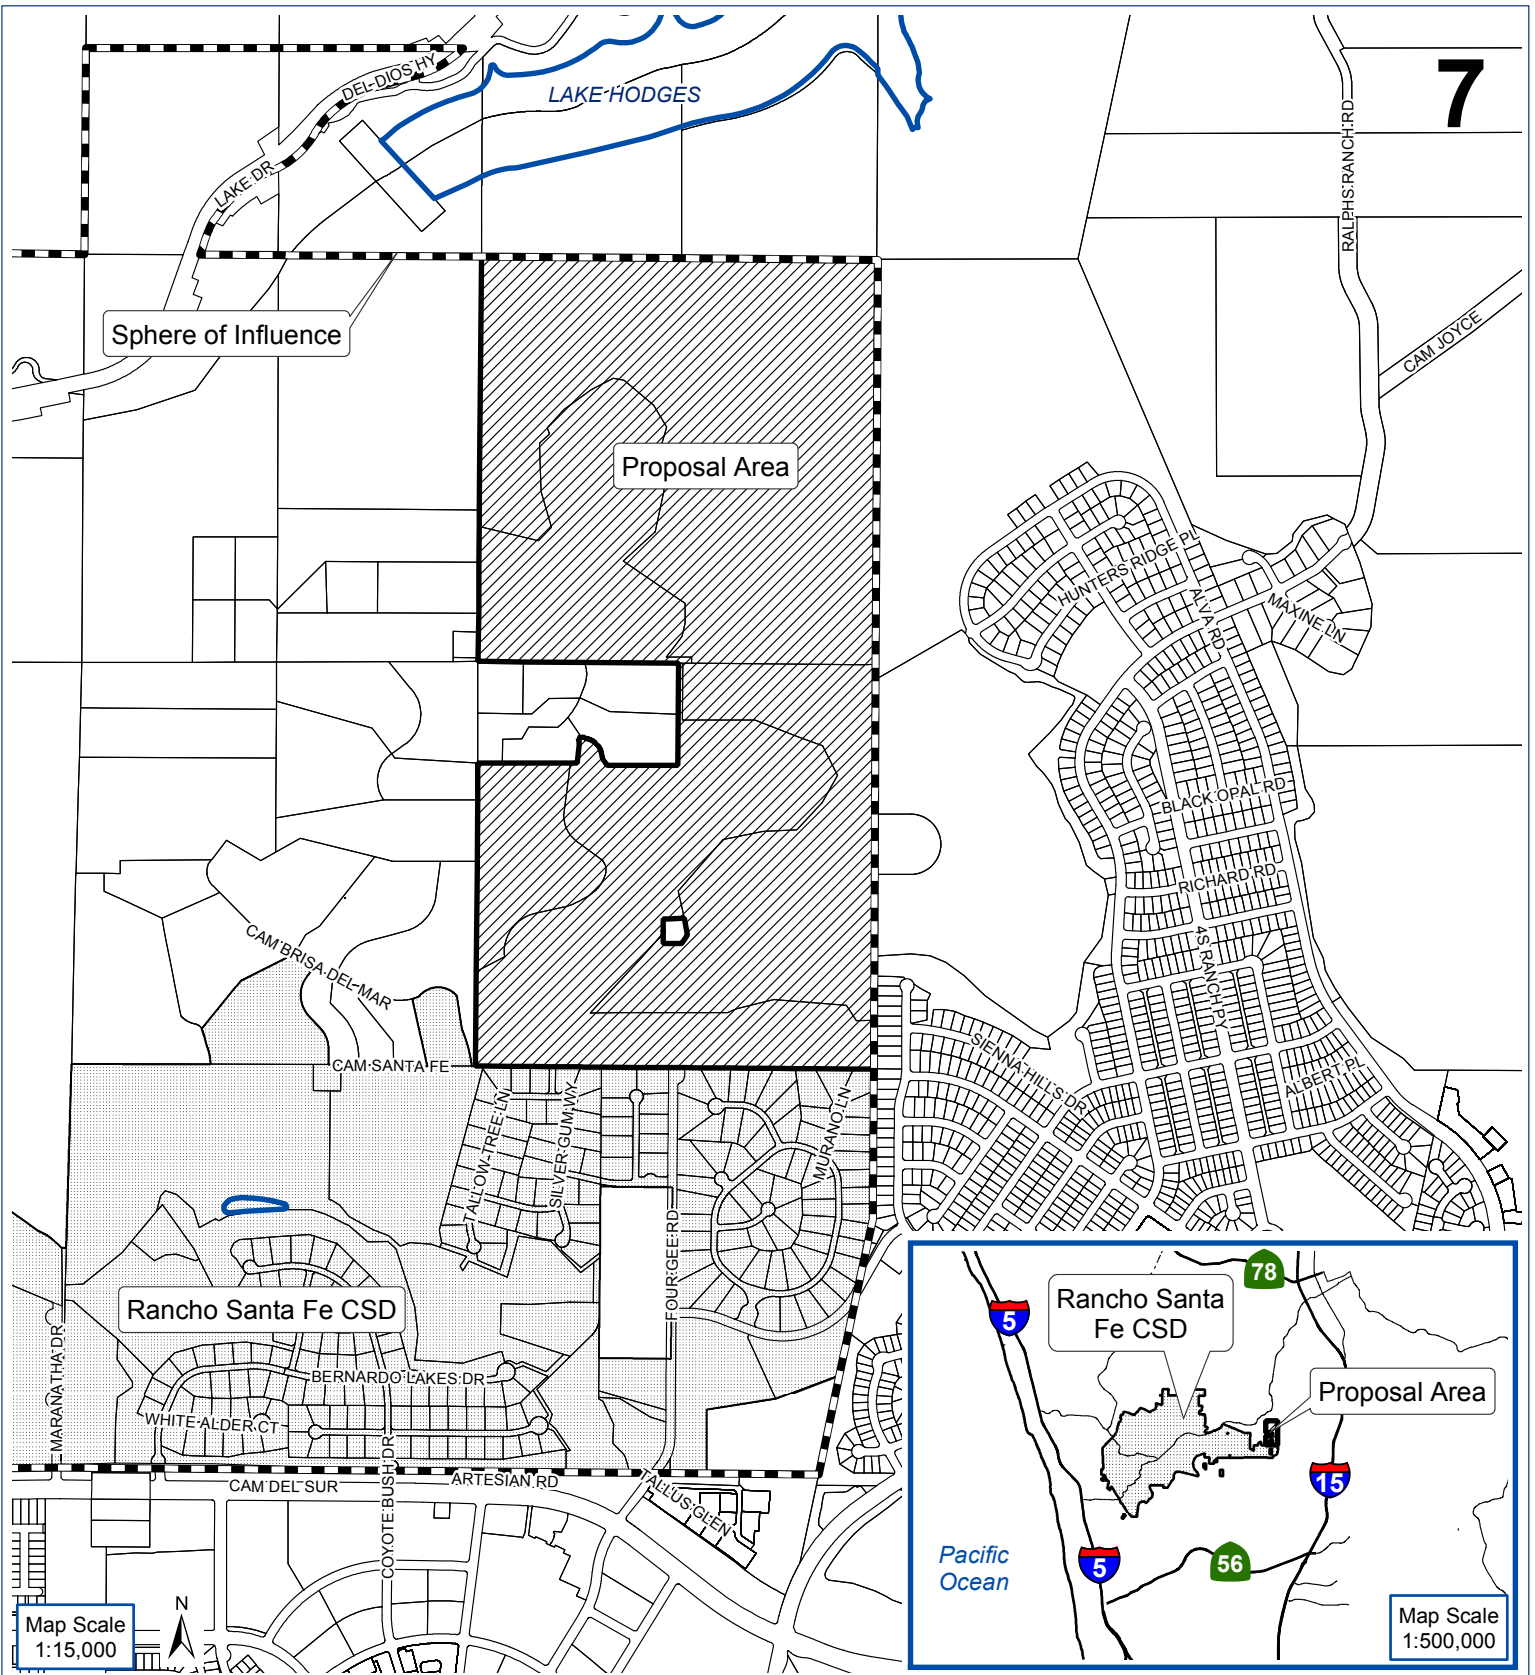 7
DEL DIOS HY
LAKE HODGES
LAKE DR
RALPHS RANCH RD
Sphere of Influence
CAM JOYCE
Proposal Area
HUNTERS RIDGE PL
ALVA RD
MAXINE LN
BLACK OPAL RD
RICHARD RD
4S RANCH PY
CAM BRISA DEL MAR
CAM SANTA FE
SIENNA HILLS DR
ALBERT PL
TALLOW TREE LN
SILVER GUM WY
MURANO LN
FOUR GEE RD
Rancho Santa Fe CSD
MARANATHA DR
BERNARDO LAKES DR
WHITE ALDER CT
CAM DEL SUR
COYOTE BUSH DR
ARTESIAN RD
TALLUS GLEN
N
Map Scale
1:15,000
78
5
Rancho Santa
Fe CSD
Proposal Area
15
Pacific
Ocean
5
56
Map Scale
1:500,000